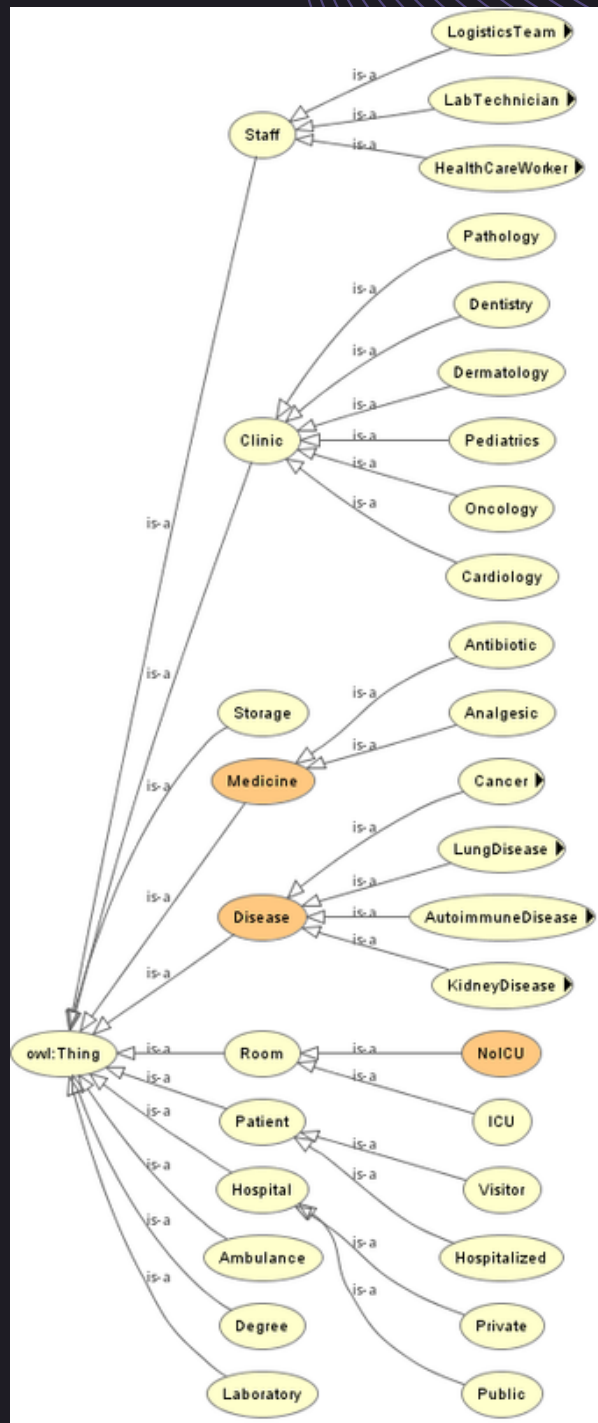 LogisticsTeam
is-a
LabTechnician
is-a
Staff
is-a
HealthCareWorker
Pathology
is-a
Dentistry
is-a
Dermatology
is-a
Clinic
is-a
Pediatrics
is-a
Oncology
is-a
is-a
Cardiology
Antibiotic
is-a
is-a
Storage
Analgesic
is-a
Medicine
is-a
Cancer
is-a
LungDisease
is-a
is-a
Disease
AutoimmuneDisease
is-a
is-a
KidneyDisease
owl:Thing
is-a
Room
is-a
NoICU
is-a
is-a
Patient
ICU
is-a
Hospital
is-a
Visitor
is-a
Ambulance
is-a
Hospitalized
is-a
is-a
Degree
Private
Laboratory
Public